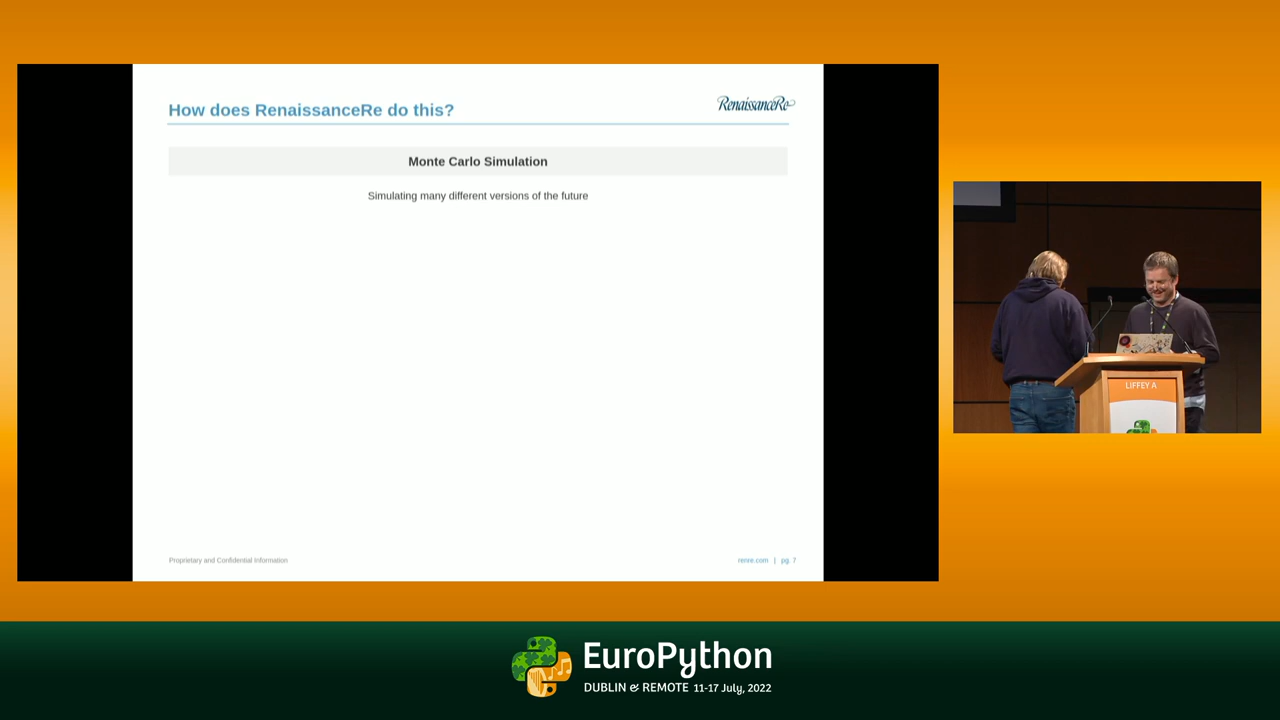 How does RenaissanceRe do this?
RenaissanceRe
Monte Carlo Simulation
Simulating many different versions of the future
Proprietary and Confidential Information
renre.com | pg 7
LIFFEY A
EuroPython
DUBLIN & REMOTE 11-17 July, 2022